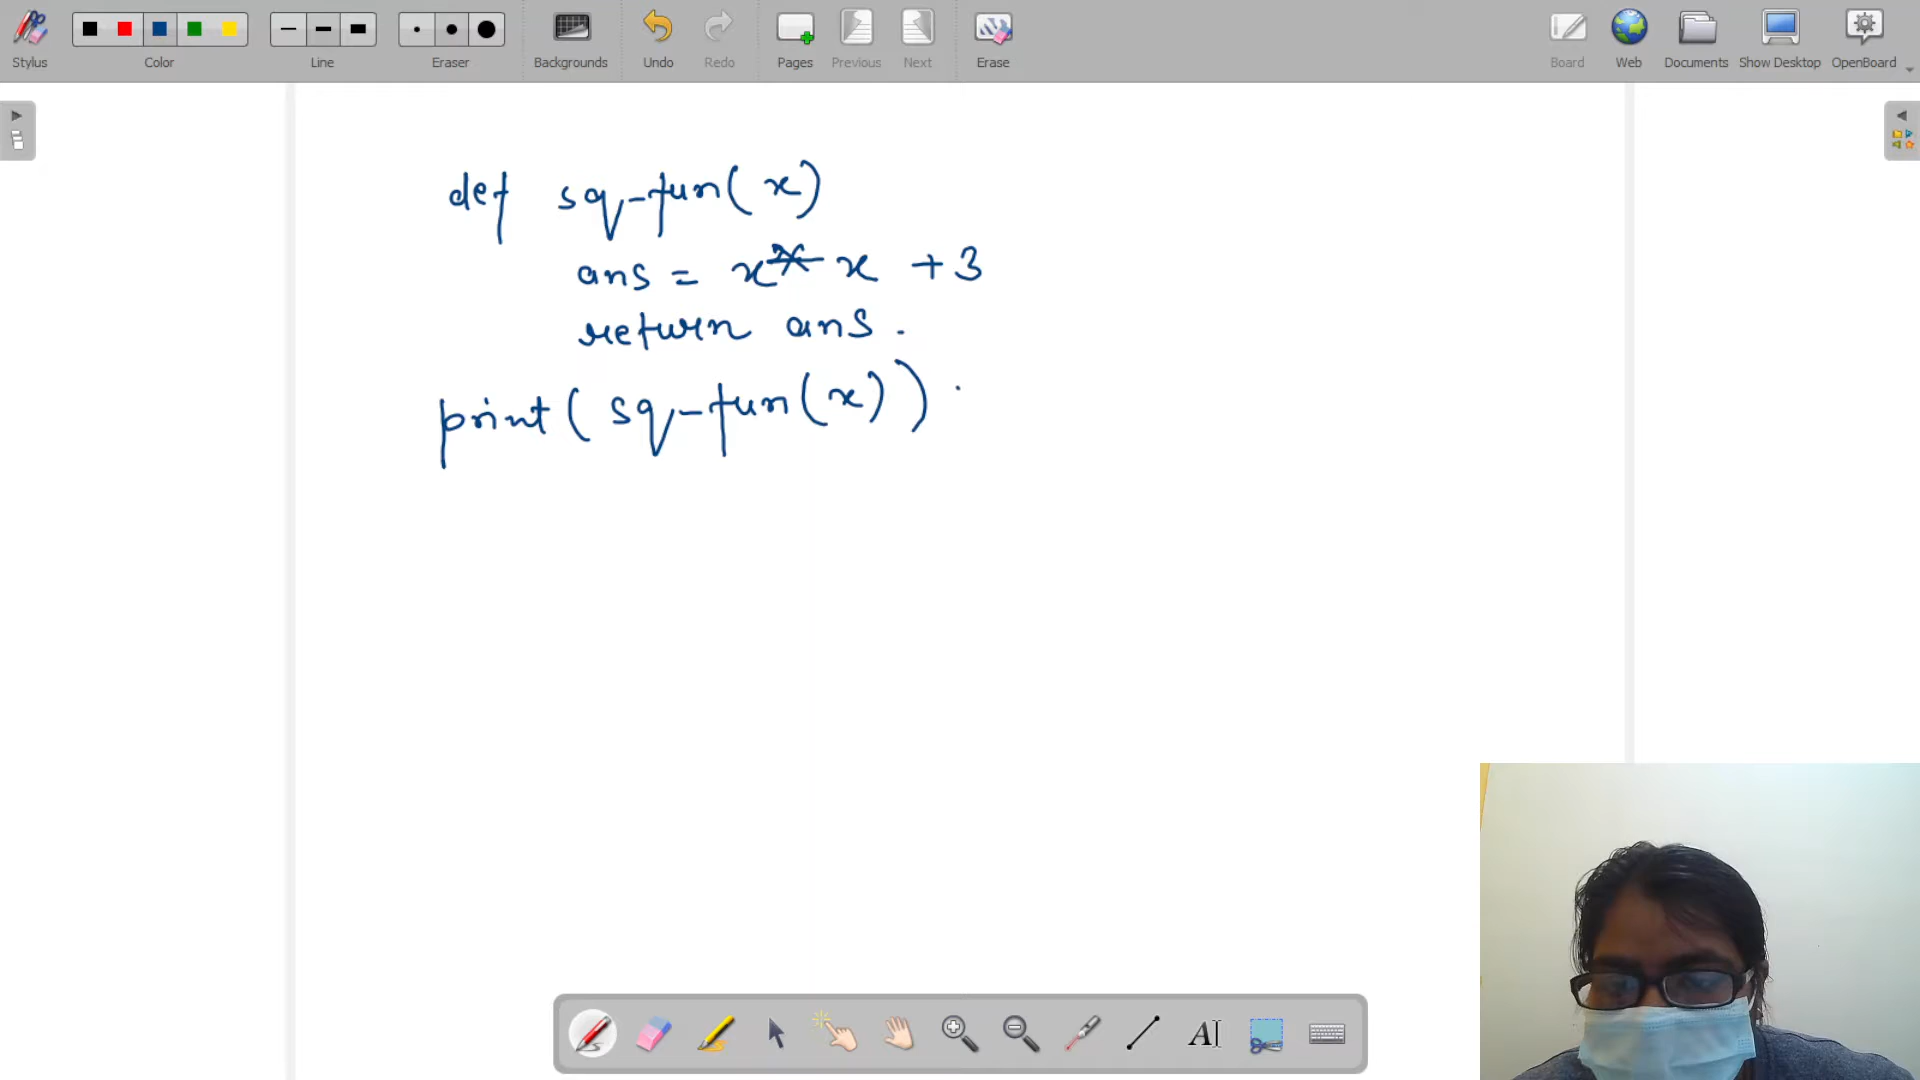 Stylus Color Line Eraser Backgrounds Undo Redo Pages Previous Next Erase Board Web Documents Show Desktop OpenBoard
def sq-fun(x)
ans = x * x + 3
return ans.
print( sq-fun(x))
AI